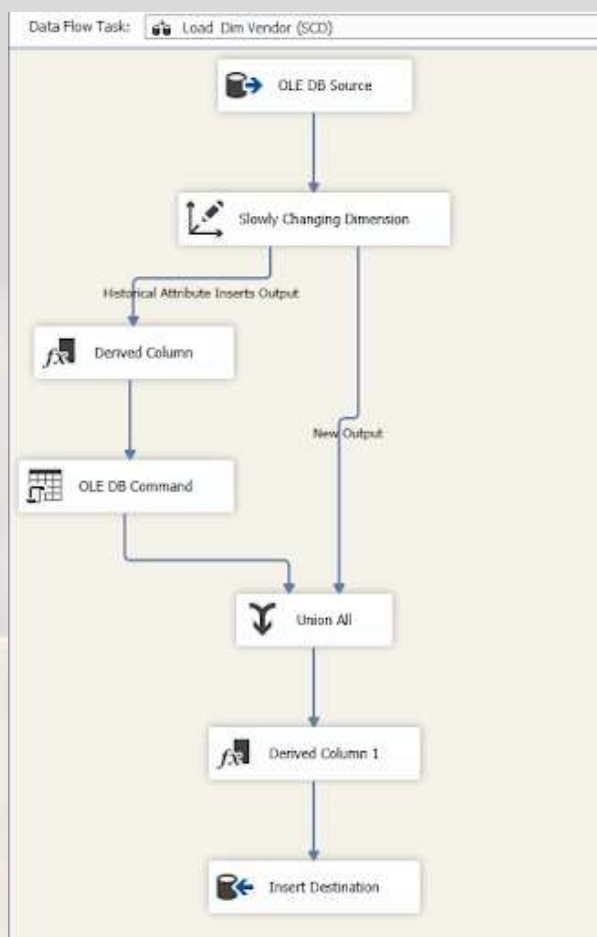 Data Flow Task: Load Dim Vendor (SCD)
OLE DB Source
Slowly Changing Dimension
Historical Attribute Inserts Output
Derived Column
New Output
OLE DB Command
Union All
Derived Column 1
Insert Destination